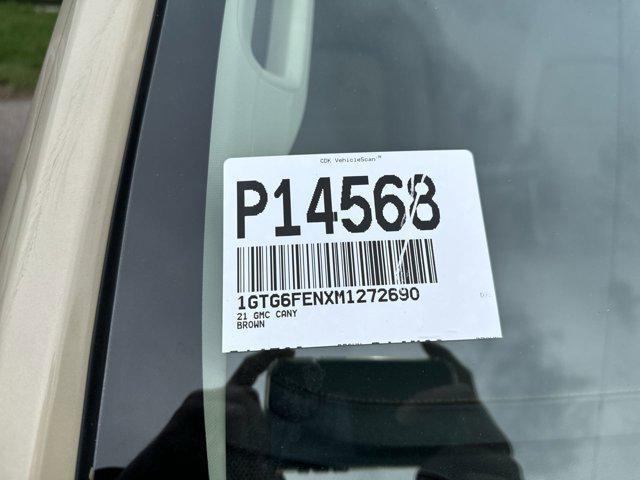 CDK VehicleScan™
P14568
1GTG6FENXM1272690
21 GMC CANY
BROWN